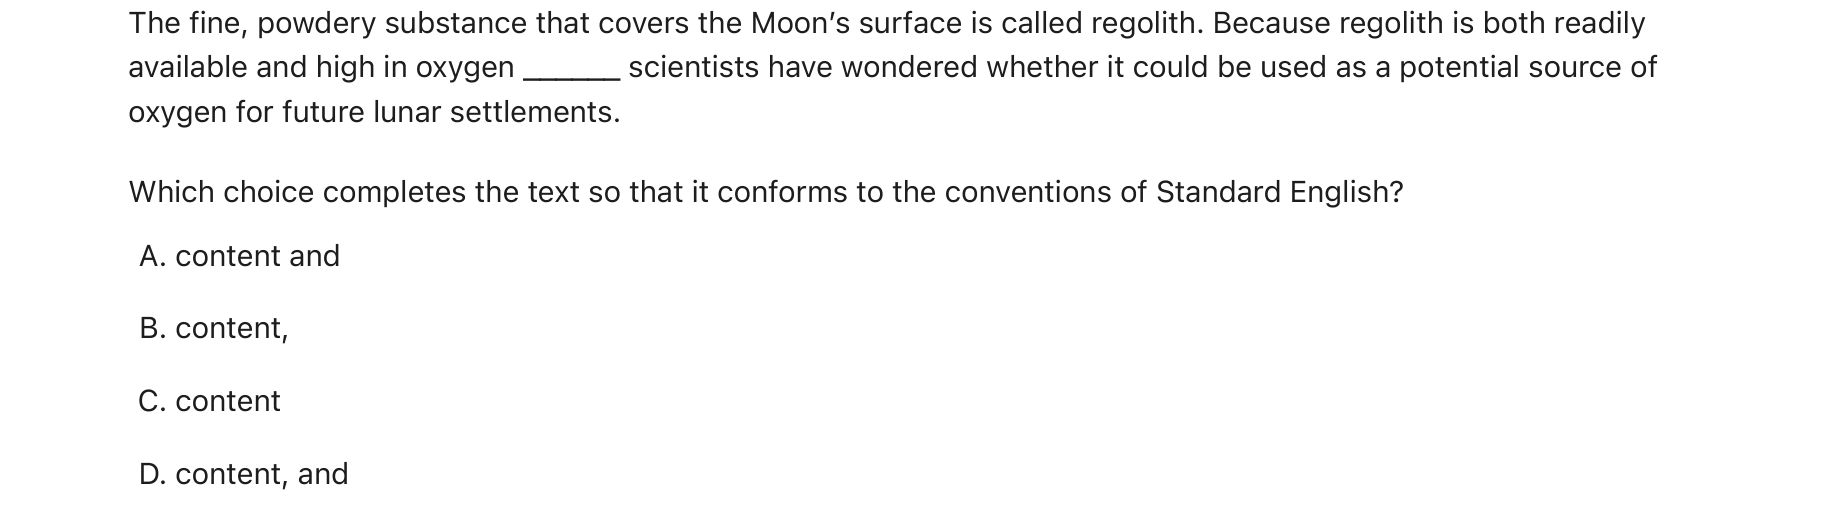 The fine, powdery substance that covers the Moon’s surface is called regolith. Because regolith is both readily
available and high in oxygen ______ scientists have wondered whether it could be used as a potential source of
oxygen for future lunar settlements.
Which choice completes the text so that it conforms to the conventions of Standard English?
A. content and
B. content,
C. content
D. content, and